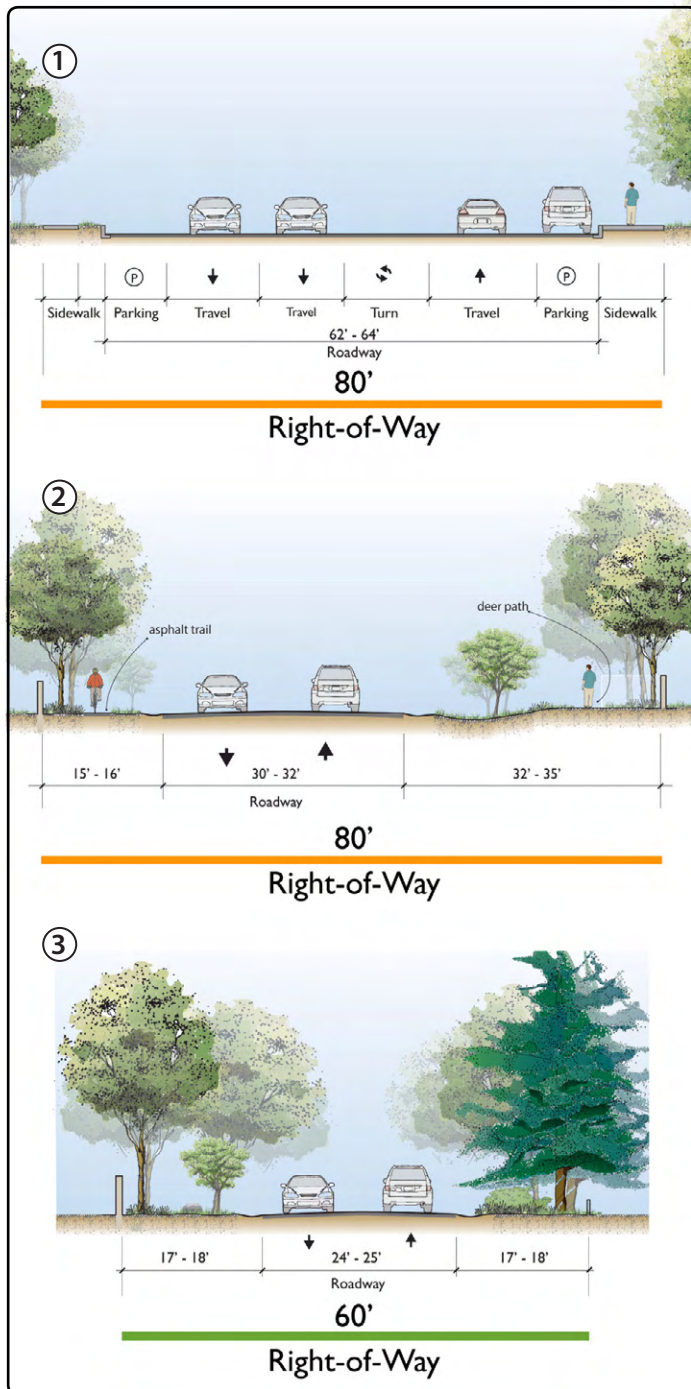 1
P P
Sidewalk Parking Travel Travel Turn Travel Parking Sidewalk
62’ - 64’
Roadway
80’
Right-of-Way
2
deer path
asphalt trail
15’ - 16’ 30’ - 32’ 32’ - 35’
Roadway
80’
Right-of-Way
3
17’ - 18’ 24’ - 25’ 17’ - 18’
Roadway
60’
Right-of-Way